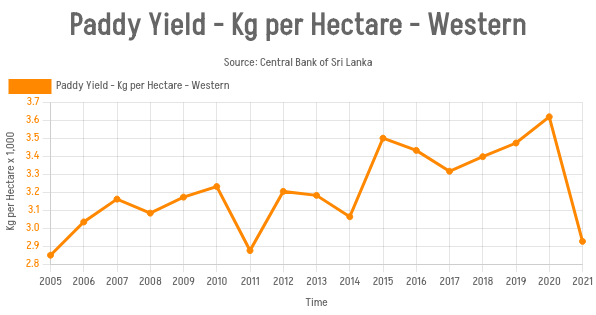 Paddy Yield - Kg per Hectare - Western
Source: Central Bank of Sri Lanka
Paddy Yield - Kg per Hectare - Western
Kg per Hectare x 1,000
3.7
3.6
3.5
3.4
3.3
3.2
3.1
3.0
2.9
2.8
2005 2006 2007 2008 2009 2010 2011 2012 2013 2014 2015 2016 2017 2018 2019 2020 2021
Time